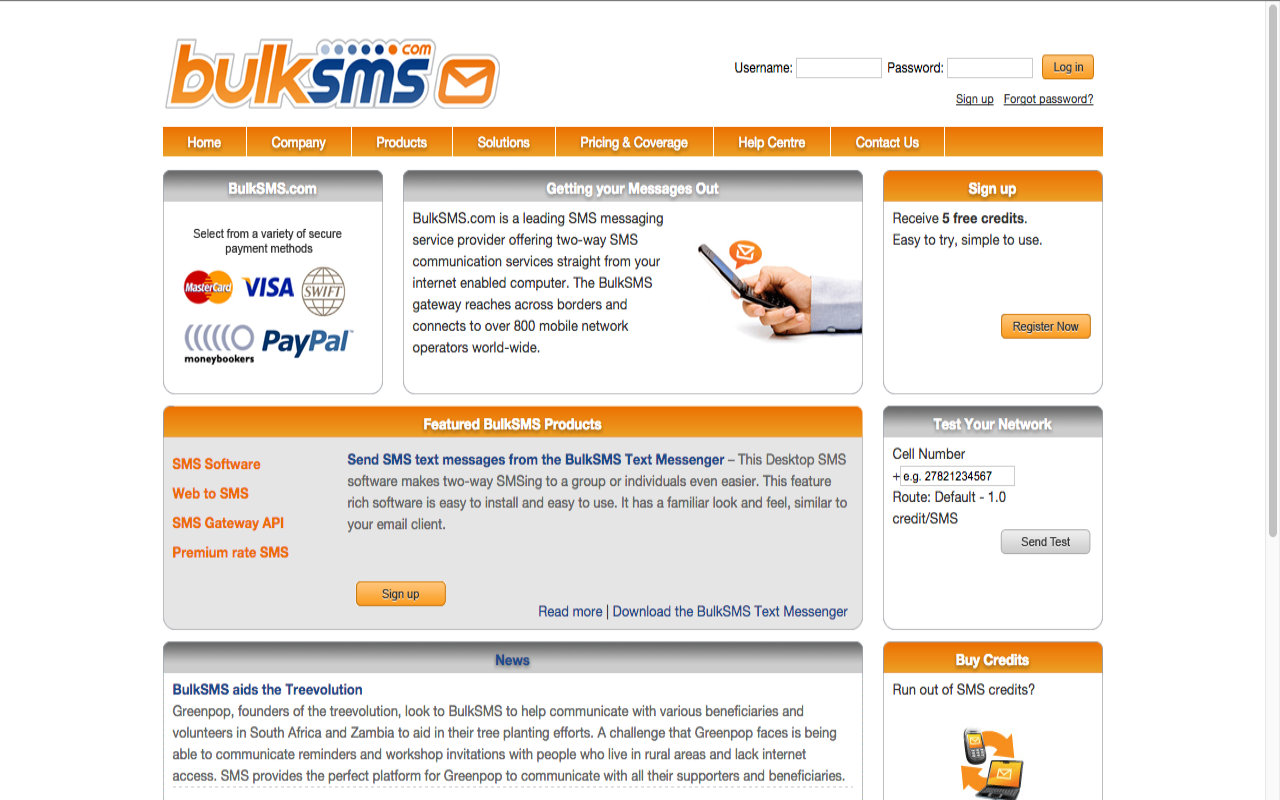 bulksms.com
Username: Password: Log in
Sign up Forgot password?
Home Company Products Solutions Pricing & Coverage Help Centre Contact Us
BulkSMS.com
Select from a variety of secure
payment methods
MasterCard VISA SWIFT
moneybookers PayPal
Getting your Messages Out
BulkSMS.com is a leading SMS messaging
service provider offering two-way SMS
communication services straight from your
internet enabled computer. The BulkSMS
gateway reaches across borders and
connects to over 800 mobile network
operators world-wide.
Sign up
Receive 5 free credits.
Easy to try, simple to use.
Register Now
Featured BulkSMS Products
SMS Software
Web to SMS
SMS Gateway API
Premium rate SMS
Send SMS text messages from the BulkSMS Text Messenger – This Desktop SMS
software makes two-way SMSing to a group or individuals even easier. This feature
rich software is easy to install and easy to use. It has a familiar look and feel, similar to
your email client.
Sign up
Read more | Download the BulkSMS Text Messenger
Test Your Network
Cell Number
+ e.g. 27821234567
Route: Default - 1.0
credit/SMS
Send Test
News
BulkSMS aids the Treevolution
Greenpop, founders of the treevolution, look to BulkSMS to help communicate with various beneficiaries and
volunteers in South Africa and Zambia to aid in their tree planting efforts. A challenge that Greenpop faces is being
able to communicate reminders and workshop invitations with people who live in rural areas and lack internet
access. SMS provides the perfect platform for Greenpop to communicate with all their supporters and beneficiaries.
Buy Credits
Run out of SMS credits?